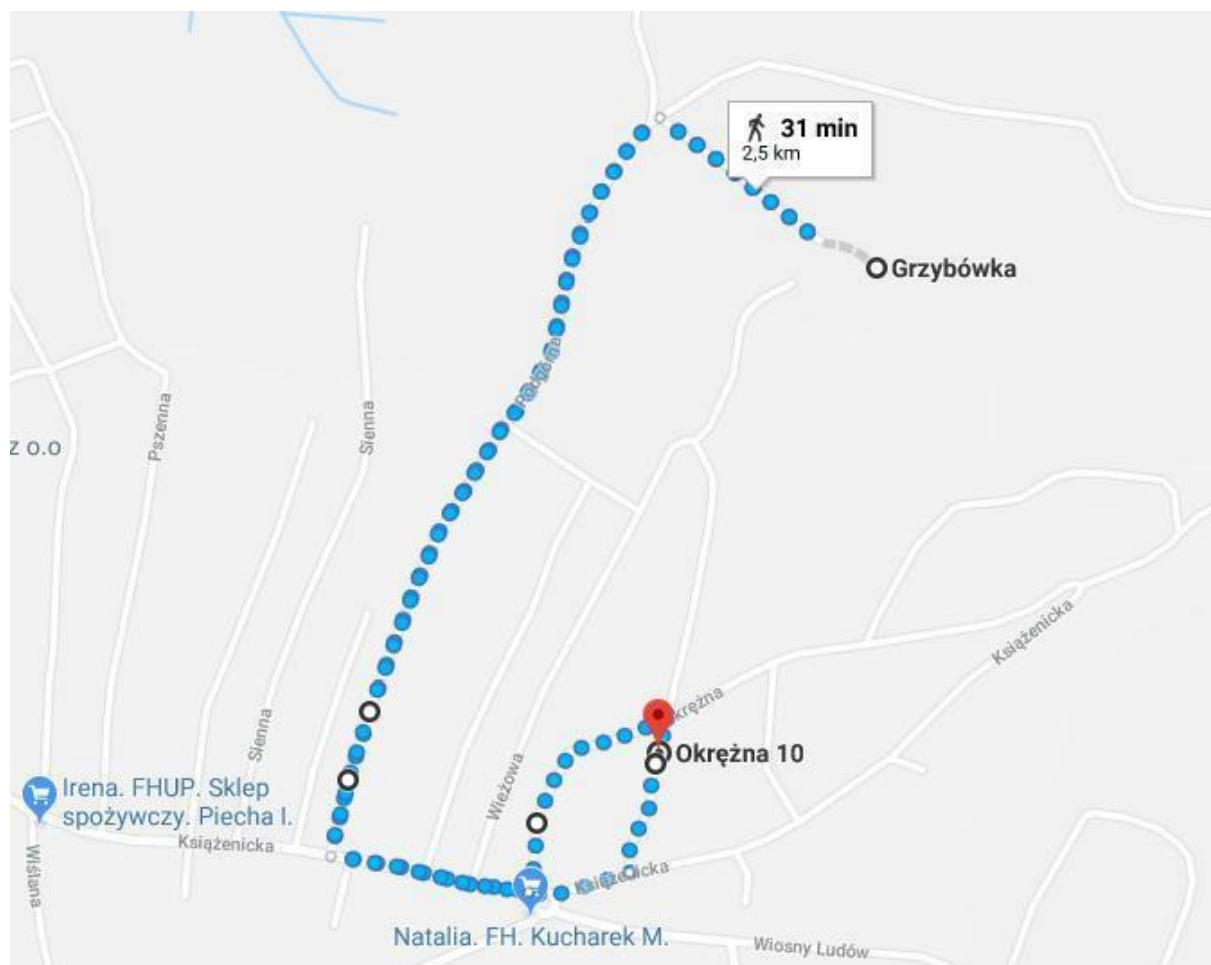 31 min
2,5 km
Grzybówka
Podgórna
Pszenna
Sienna
z o.o
Książenicka
Okrężna
Okrężna 10
Sienna
Wieżowa
Irena. FHUP. Sklep
spożywczy. Piecha I.
Książenicka
Wiślana
Książenicka
Natalia. FH. Kucharek M.
Wiosny Ludów